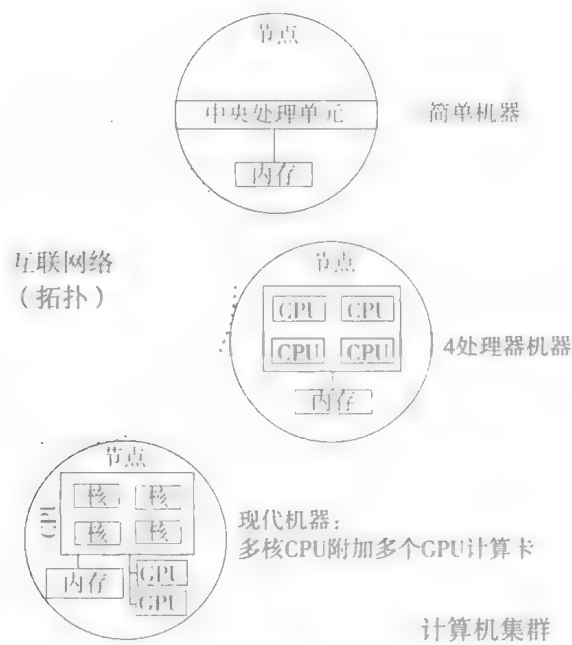 节点
中央处理单元
简单机器
内存
互联网络
（拓扑）
节点
CPU CPU
CPU CPU
4处理器机器
内存
节点
CPU
核 核
核 核
现代机器：
多核CPU附加多个GPU计算卡
内存
GPU
GPU
计算机集群